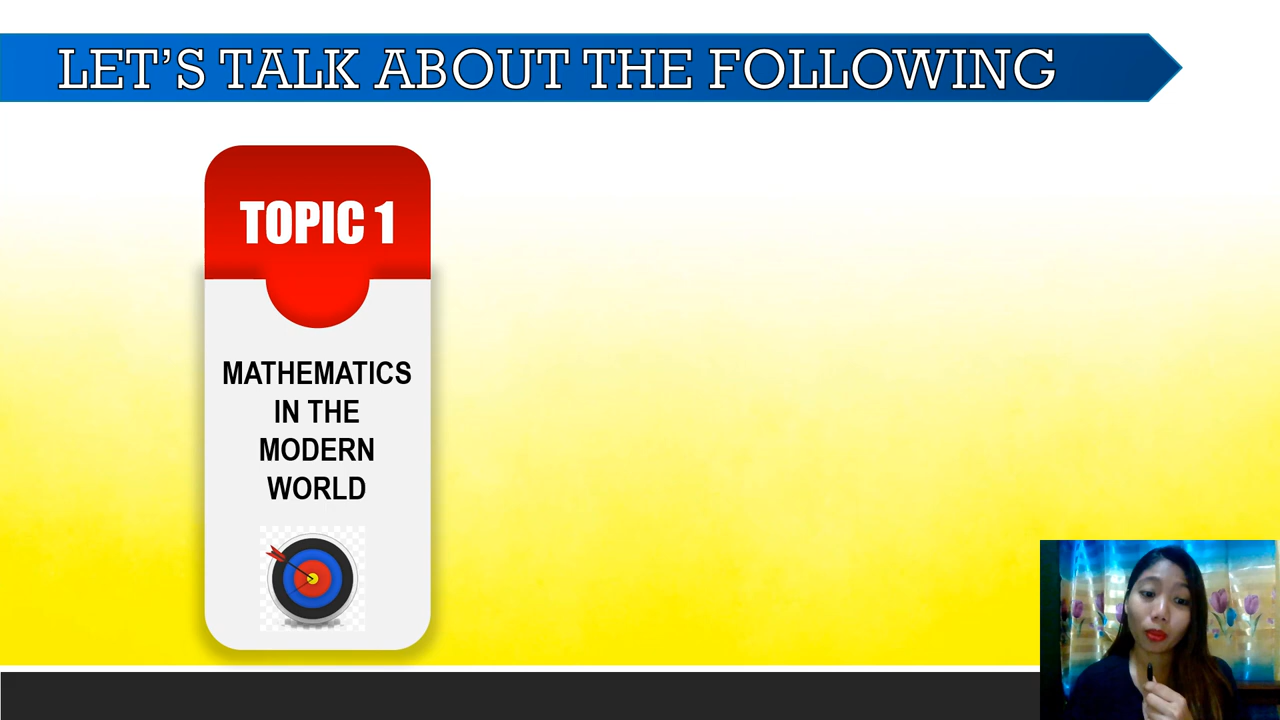 LET'S TALK ABOUT THE FOLLOWING
TOPIC 1
MATHEMATICS
IN THE
MODERN
WORLD